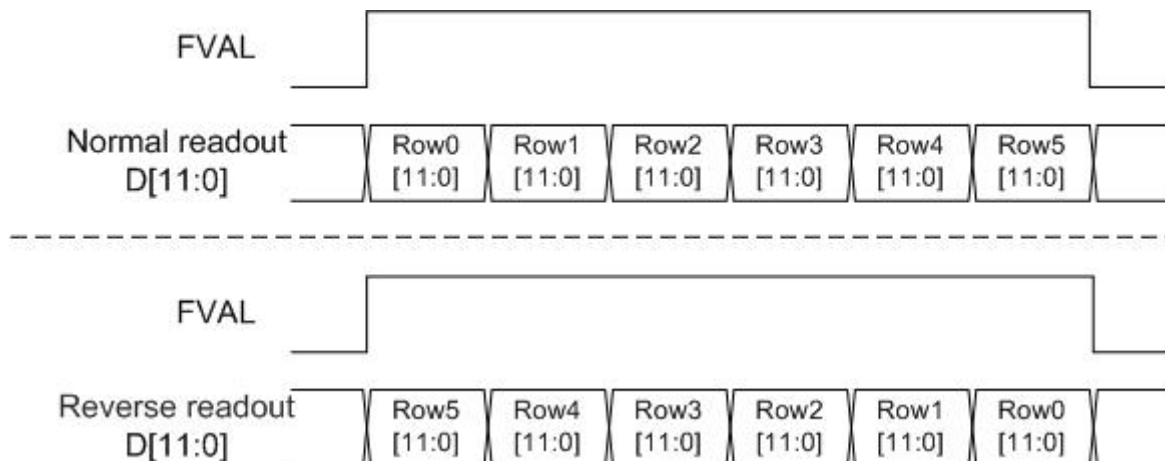 FVAL
Normal readout
D[11:0]
Row0 Row1 Row2 Row3 Row4 Row5
[11:0] [11:0] [11:0] [11:0] [11:0] [11:0]
FVAL
Reverse readout
D[11:0]
Row5 Row4 Row3 Row2 Row1 Row0
[11:0] [11:0] [11:0] [11:0] [11:0] [11:0]